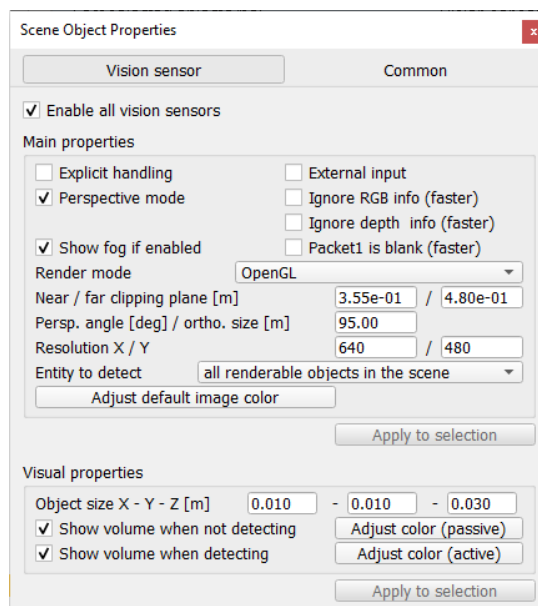 Scene Object Properties
x
Vision sensor Common
Enable all vision sensors
Main properties
Explicit handling External input
Perspective mode Ignore RGB info (faster)
Ignore depth info (faster)
Show fog if enabled Packet1 is blank (faster)
Render mode OpenGL
Near / far clipping plane [m] 3.55e-01 / 4.80e-01
Persp. angle [deg] / ortho. size [m] 95.00
Resolution X / Y 640 / 480
Entity to detect all renderable objects in the scene
Adjust default image color
Apply to selection
Visual properties
Object size X - Y - Z [m] 0.010 - 0.010 - 0.030
Show volume when not detecting Adjust color (passive)
Show volume when detecting Adjust color (active)
Apply to selection